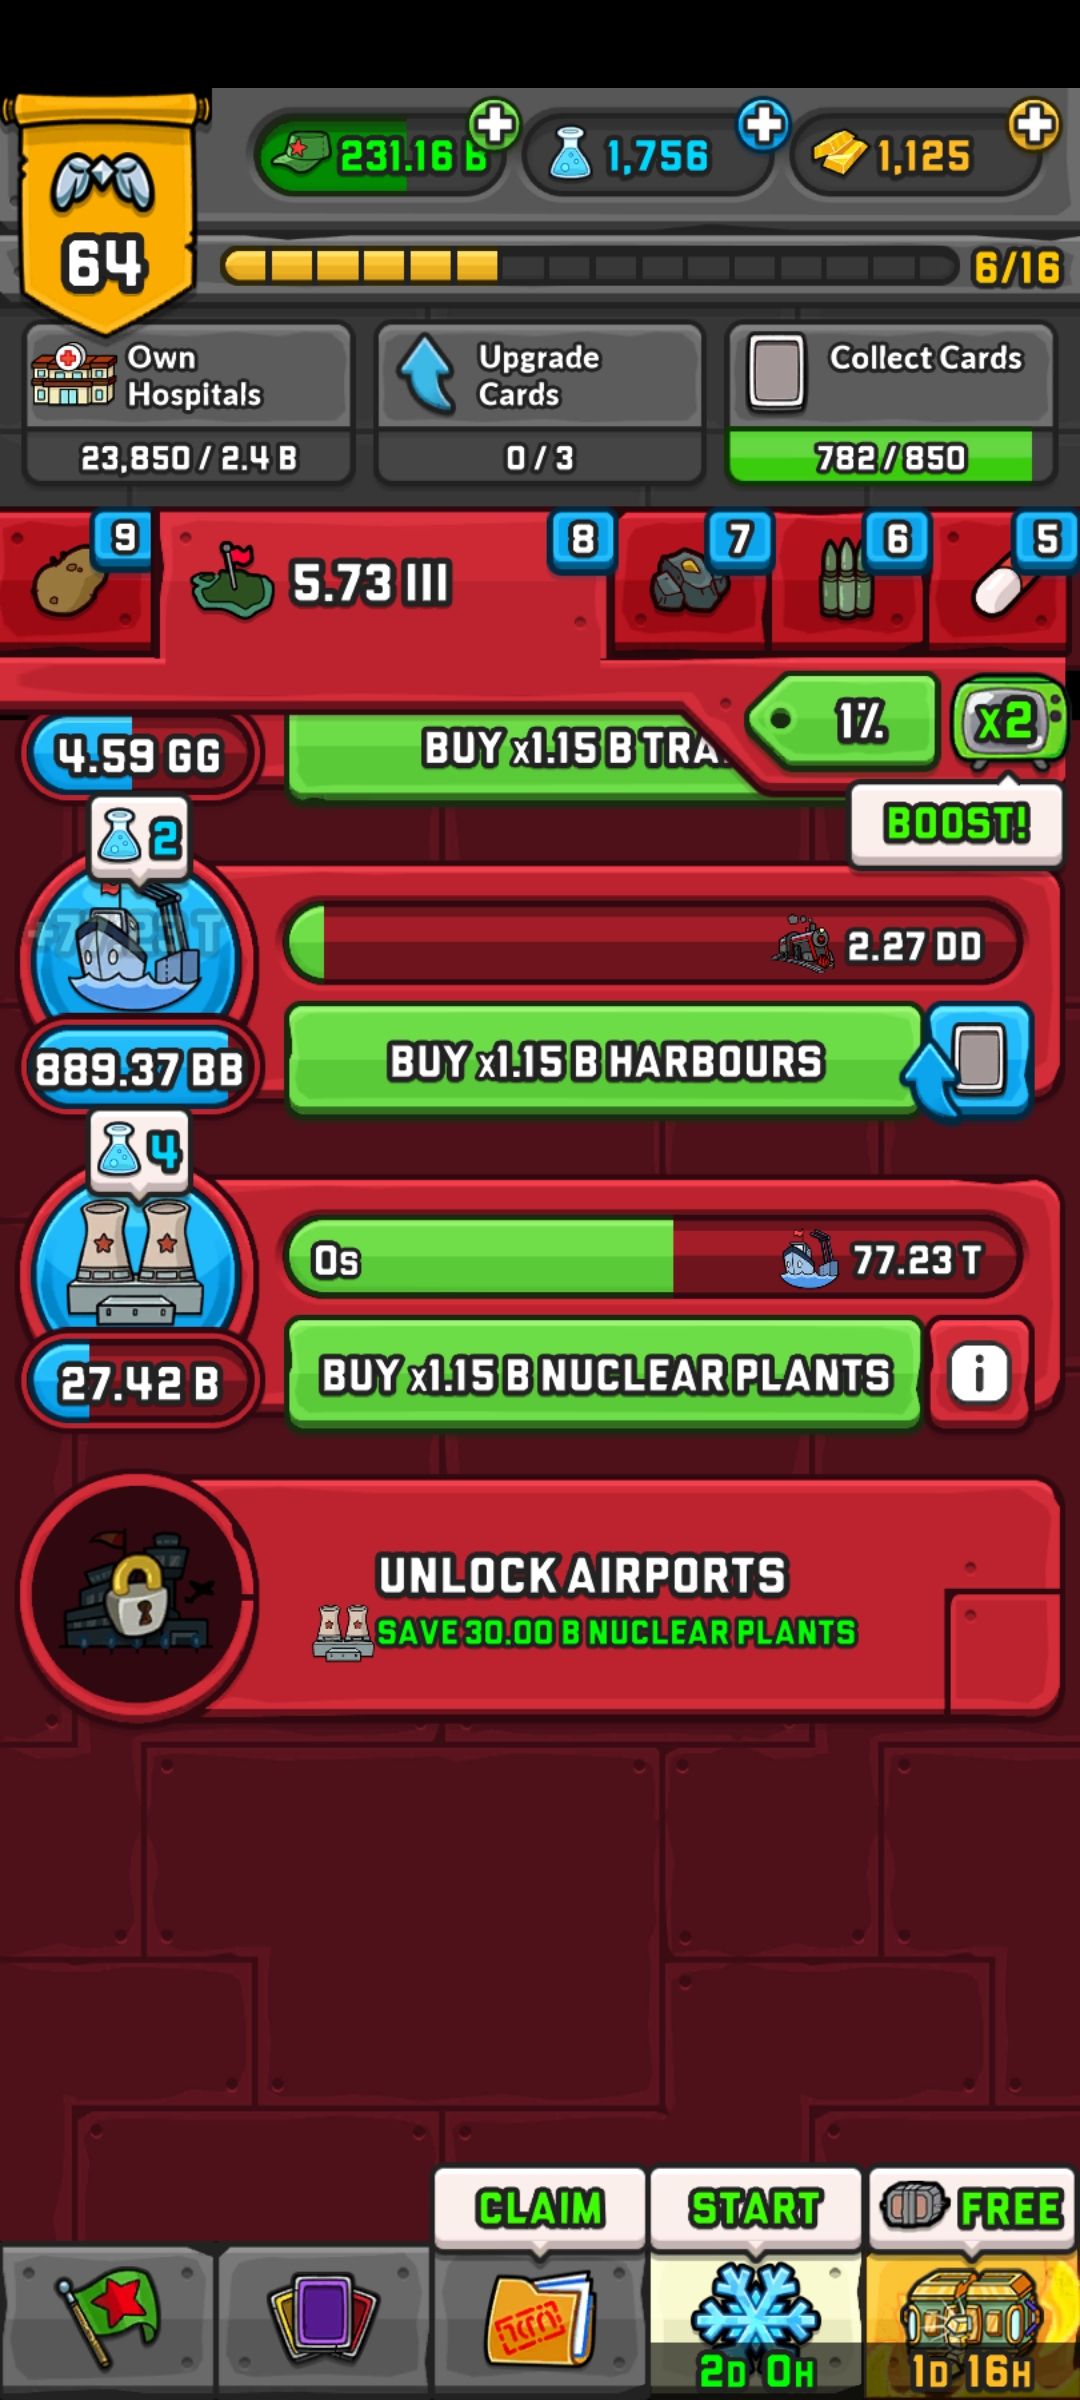 231.16 B
1,756
1,125
64
6/16
Own
Hospitals
23,850 / 2.4 B
Upgrade
Cards
0 / 3
Collect Cards
782 / 850
9
5.73 III
8
7
6
5
1%
x2
BOOST!
4.59 GG
BUY x1.15 B TRA
2
+77.23 T
2.27 DD
889.37 BB
BUY x1.15 B HARBOURS
4
0s
77.23 T
27.42 B
BUY x1.15 B NUCLEAR PLANTS
i
UNLOCK AIRPORTS
SAVE 30.00 B NUCLEAR PLANTS
CLAIM
START
FREE
2D 0H
1D 16H